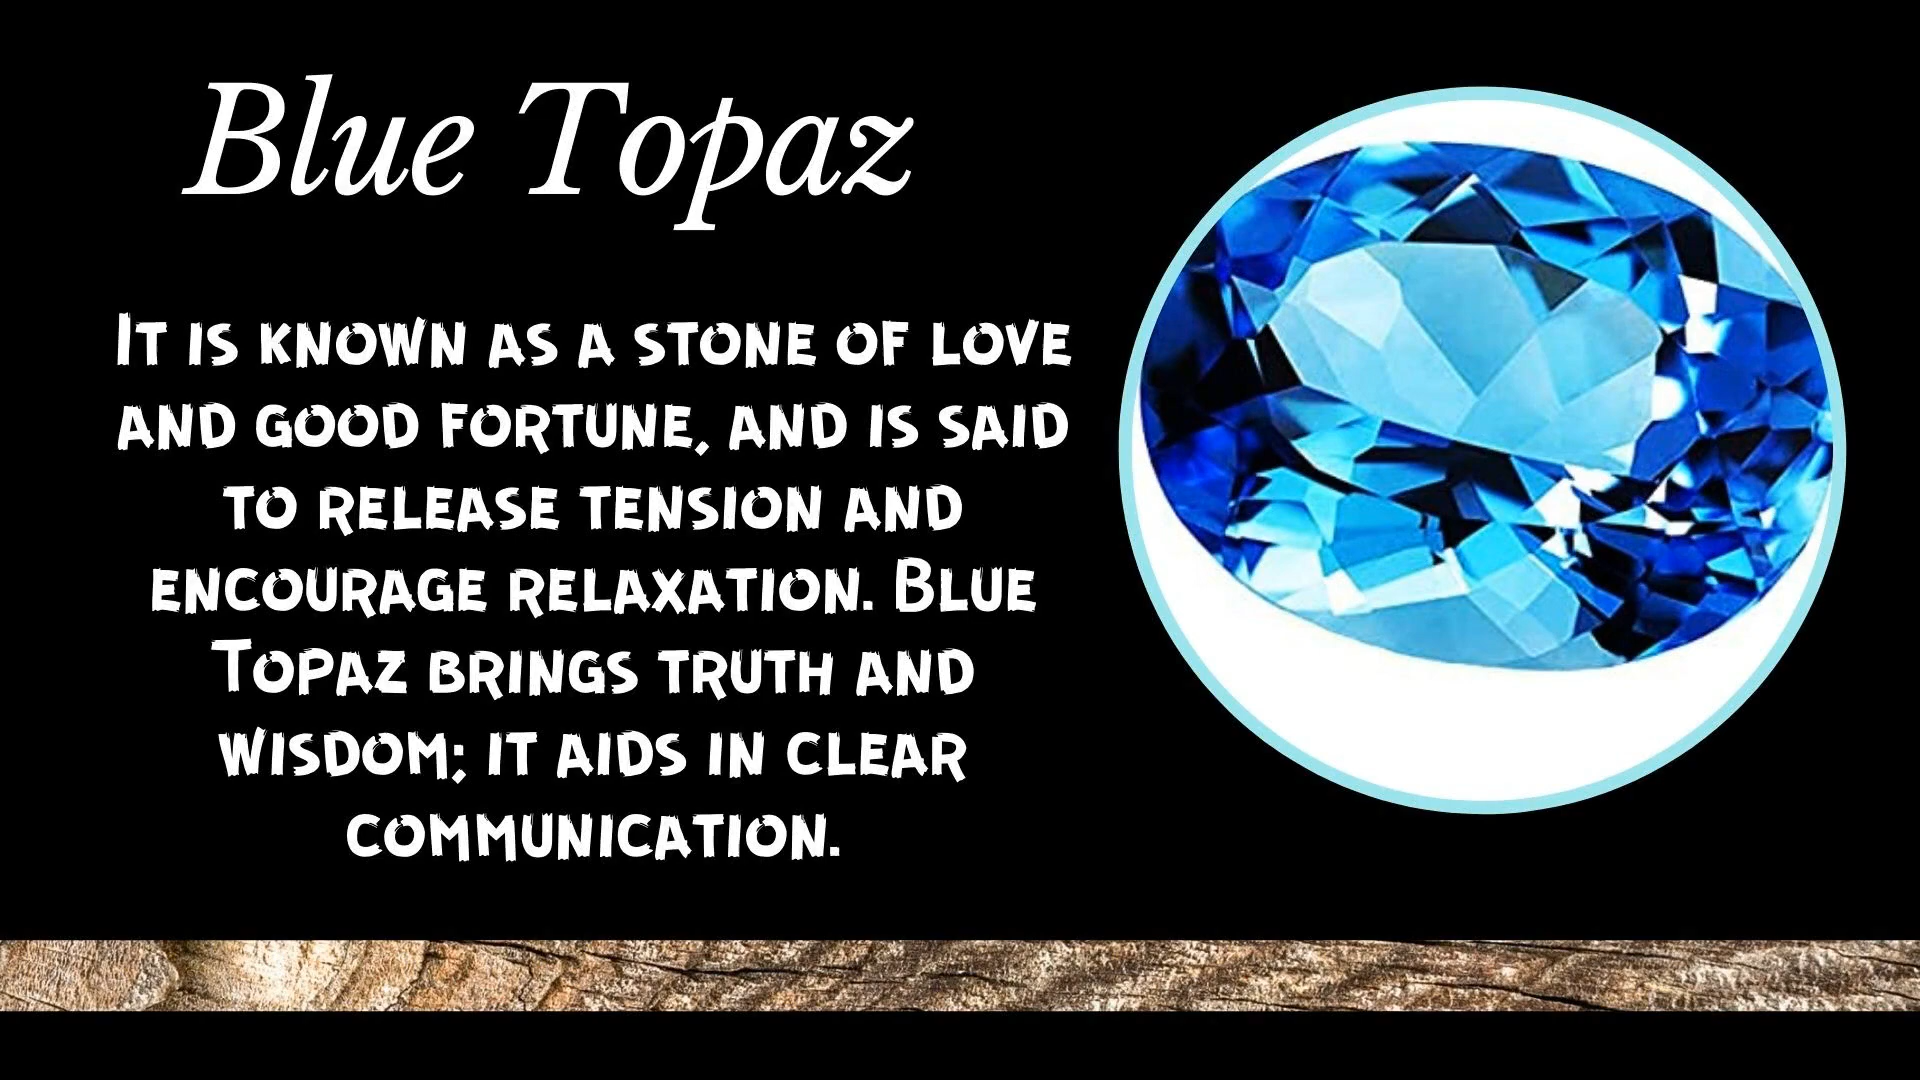 Blue Topaz
It is known as a stone of love
and good fortune, and is said
to release tension and
encourage relaxation. Blue
Topaz brings truth and
wisdom; it aids in clear
communication.